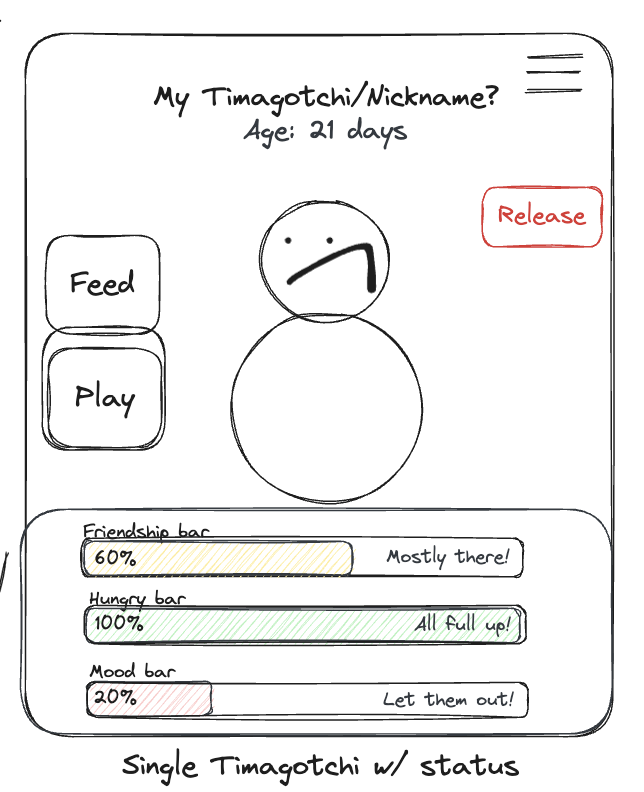 My Timagotchi/Nickname?
Age: 21 days
Release
Feed
Play
Friendship bar
60% Mostly there!
Hungry bar
100% All full up!
Mood bar
20% Let them out!
Single Timagotchi w/ status